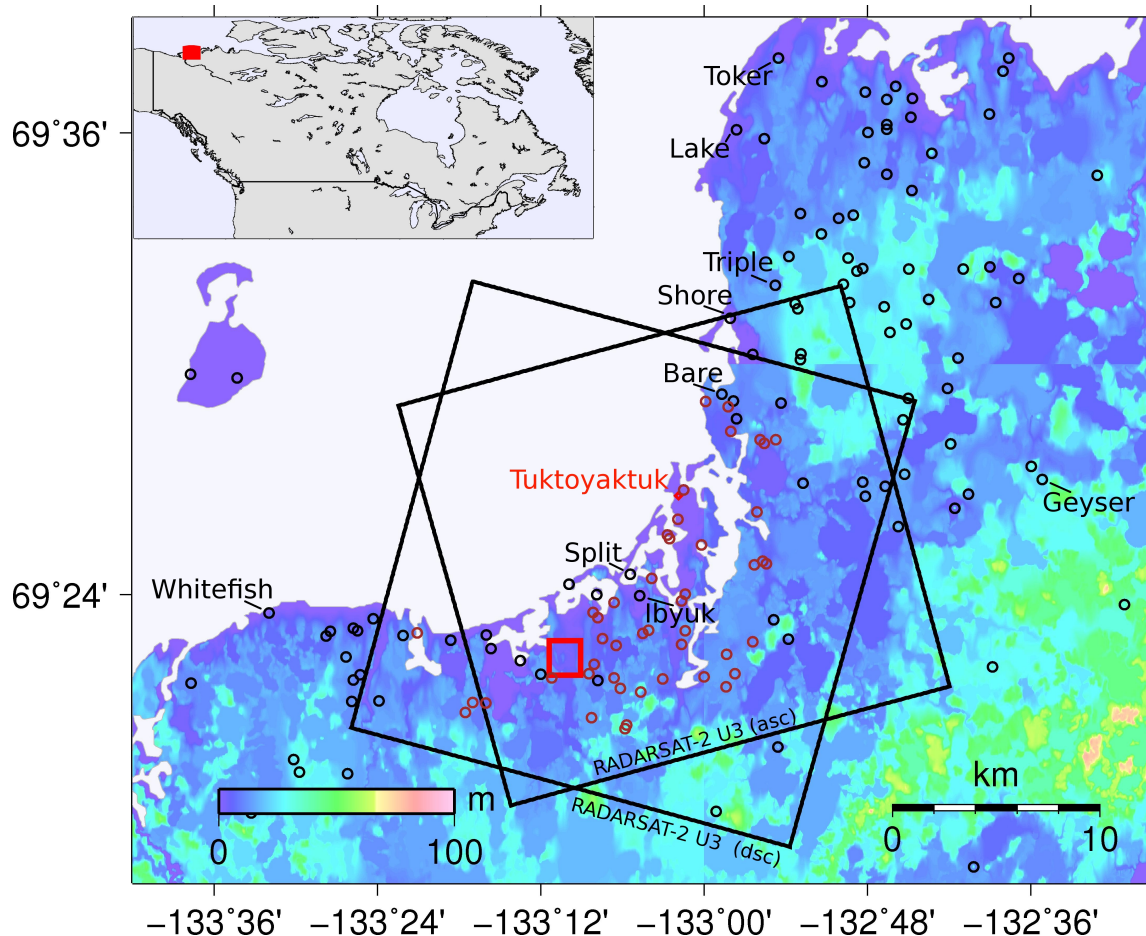 Toker
69˚36'
Lake
Triple
Shore
Bare
Tuktoyaktuk
Geyser
Split
69˚24'
Whitefish
Ibyuk
RADARSAT-2 U3 (asc)
km
m
RADARSAT-2 U3 (dsc)
0
100
0
10
−133˚36'
−133˚24'
−133˚12'
−133˚00'
−132˚48'
−132˚36'